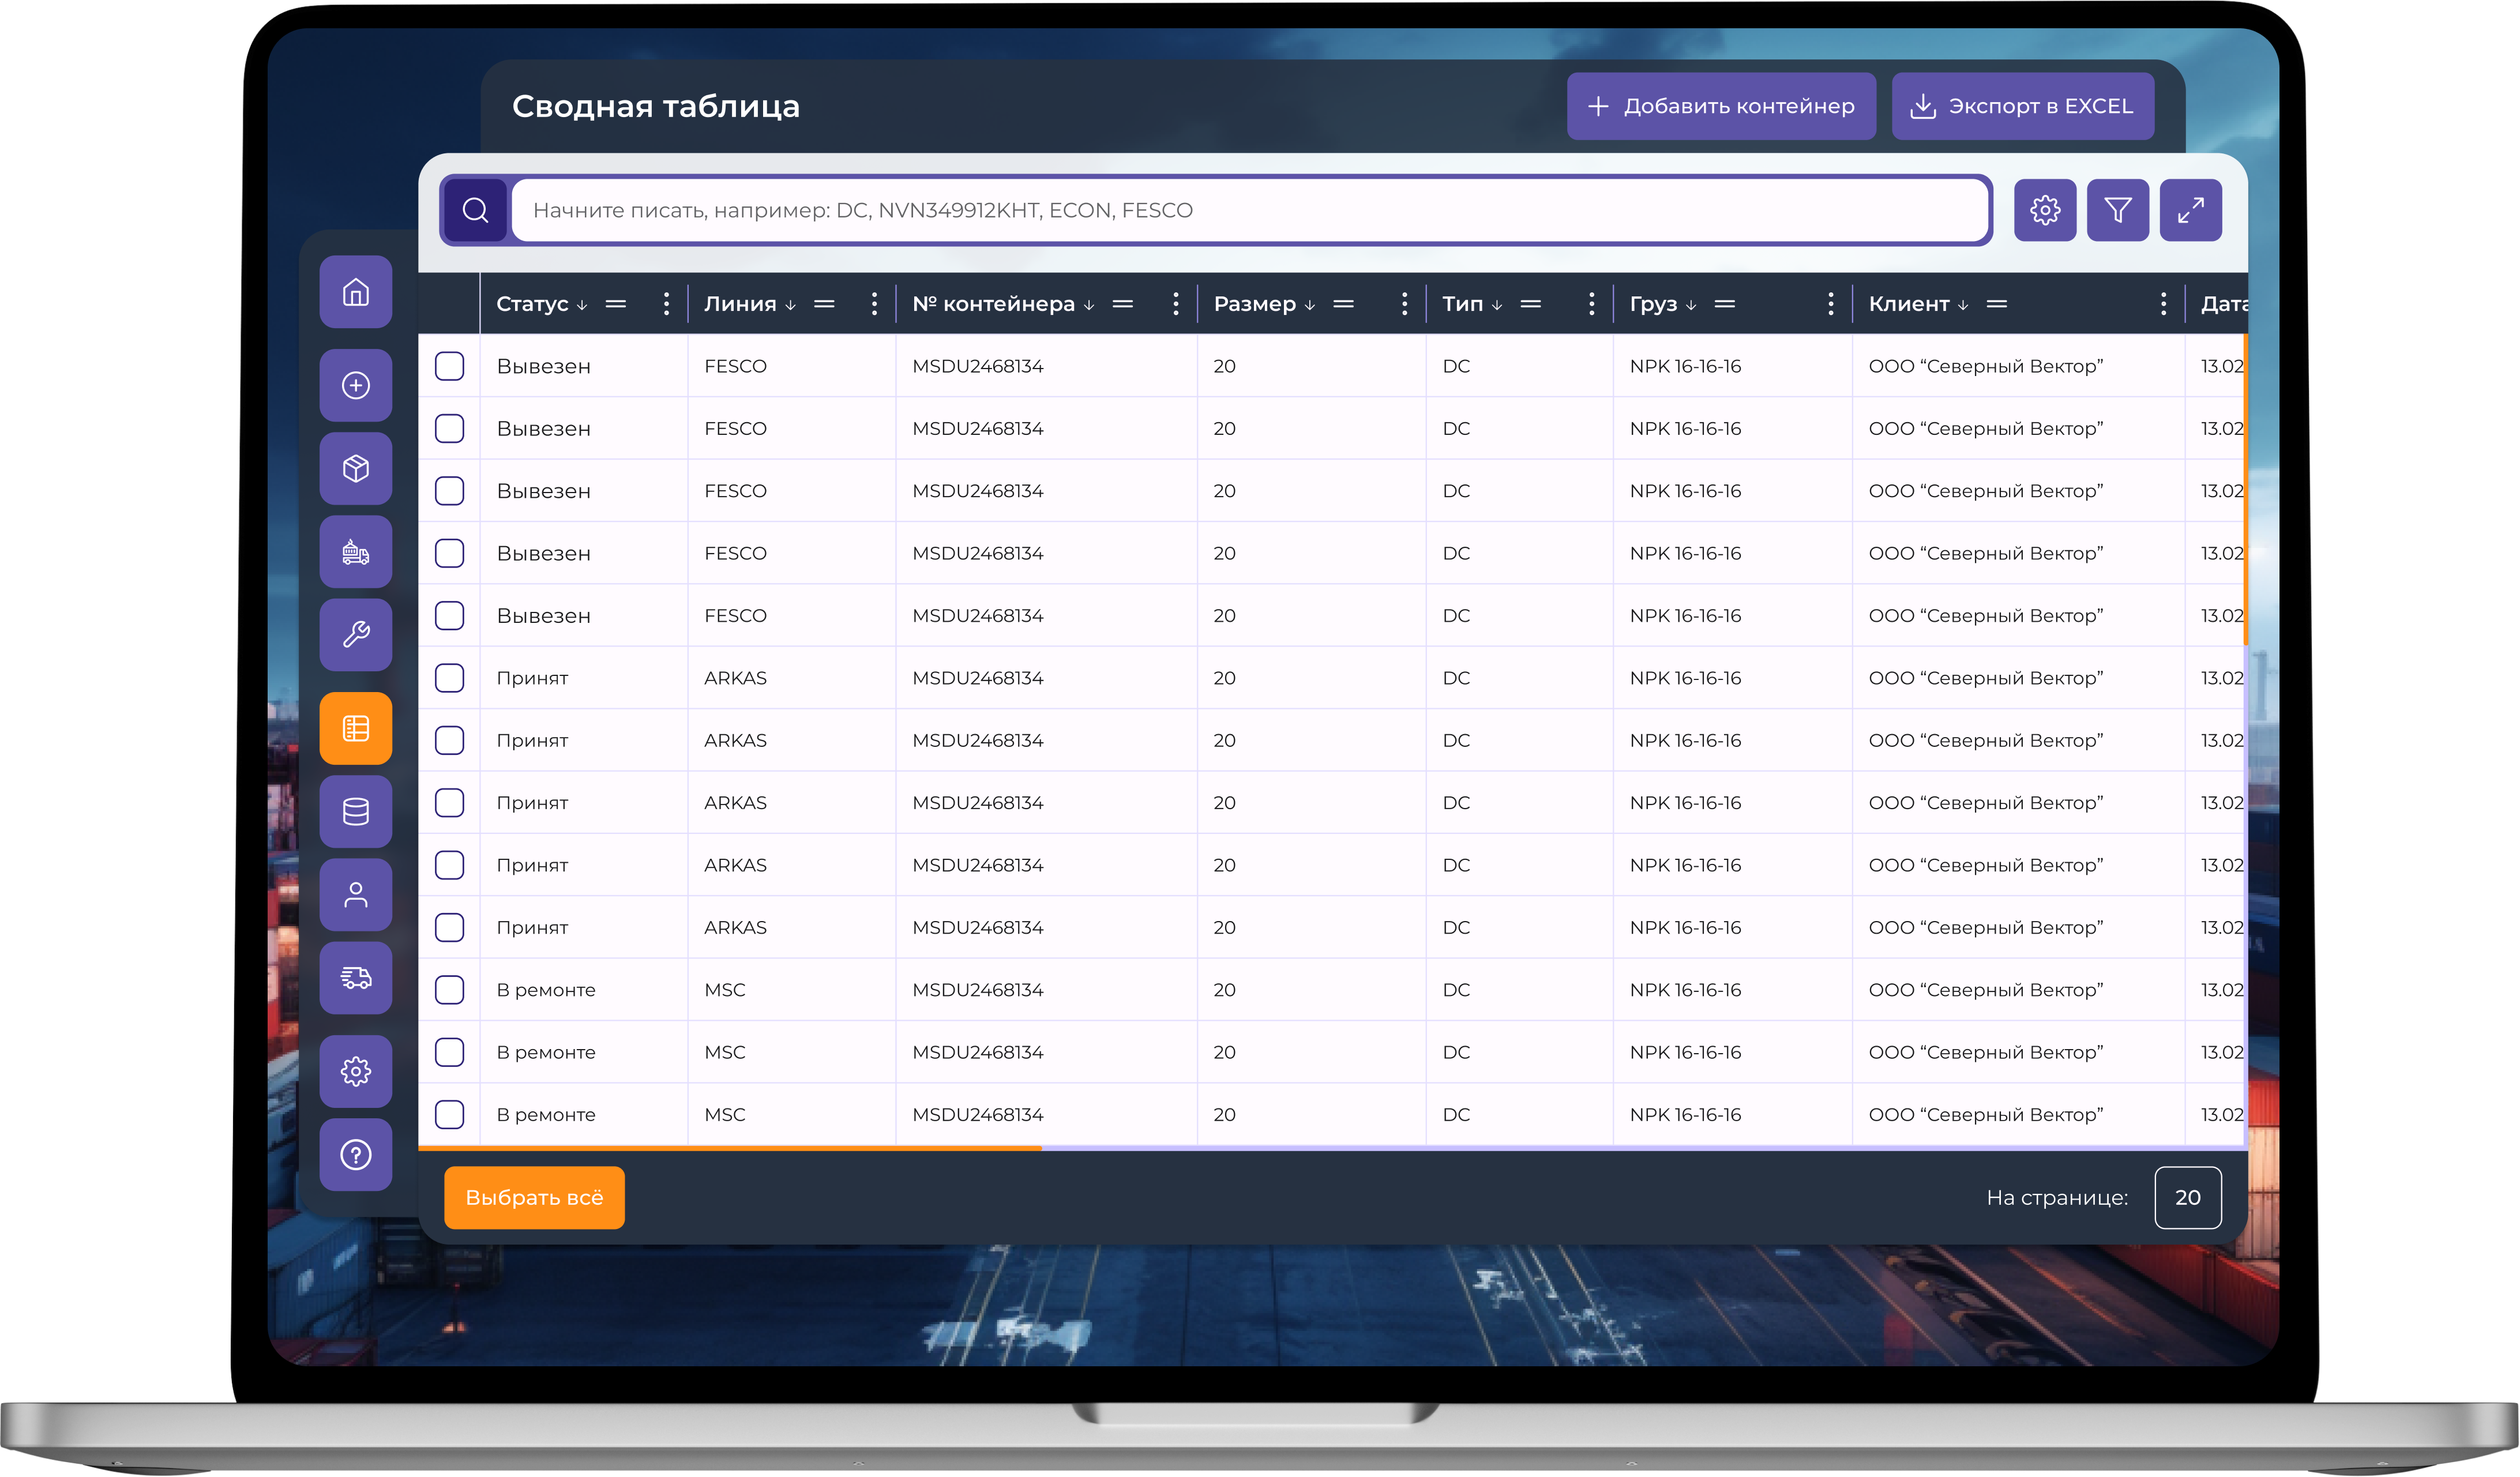 Сводная таблица
Добавить контейнер
Экспорт в EXCEL
Начните писать, например: DC, NVN349912KHT, ECON, FESCO
Статус Линия № контейнера Размер Тип Груз Клиент Дата
Вывезен FESCO MSDU2468134 20 DC NPK 16-16-16 ООО “Северный Вектор” 13.02
Вывезен FESCO MSDU2468134 20 DC NPK 16-16-16 ООО “Северный Вектор” 13.02
Вывезен FESCO MSDU2468134 20 DC NPK 16-16-16 ООО “Северный Вектор” 13.02
Вывезен FESCO MSDU2468134 20 DC NPK 16-16-16 ООО “Северный Вектор” 13.02
Вывезен FESCO MSDU2468134 20 DC NPK 16-16-16 ООО “Северный Вектор” 13.02
Принят ARKAS MSDU2468134 20 DC NPK 16-16-16 ООО “Северный Вектор” 13.02
Принят ARKAS MSDU2468134 20 DC NPK 16-16-16 ООО “Северный Вектор” 13.02
Принят ARKAS MSDU2468134 20 DC NPK 16-16-16 ООО “Северный Вектор” 13.02
Принят ARKAS MSDU2468134 20 DC NPK 16-16-16 ООО “Северный Вектор” 13.02
Принят ARKAS MSDU2468134 20 DC NPK 16-16-16 ООО “Северный Вектор” 13.02
В ремонте MSC MSDU2468134 20 DC NPK 16-16-16 ООО “Северный Вектор” 13.02
В ремонте MSC MSDU2468134 20 DC NPK 16-16-16 ООО “Северный Вектор” 13.02
В ремонте MSC MSDU2468134 20 DC NPK 16-16-16 ООО “Северный Вектор” 13.02
Выбрать всё
На странице: 20